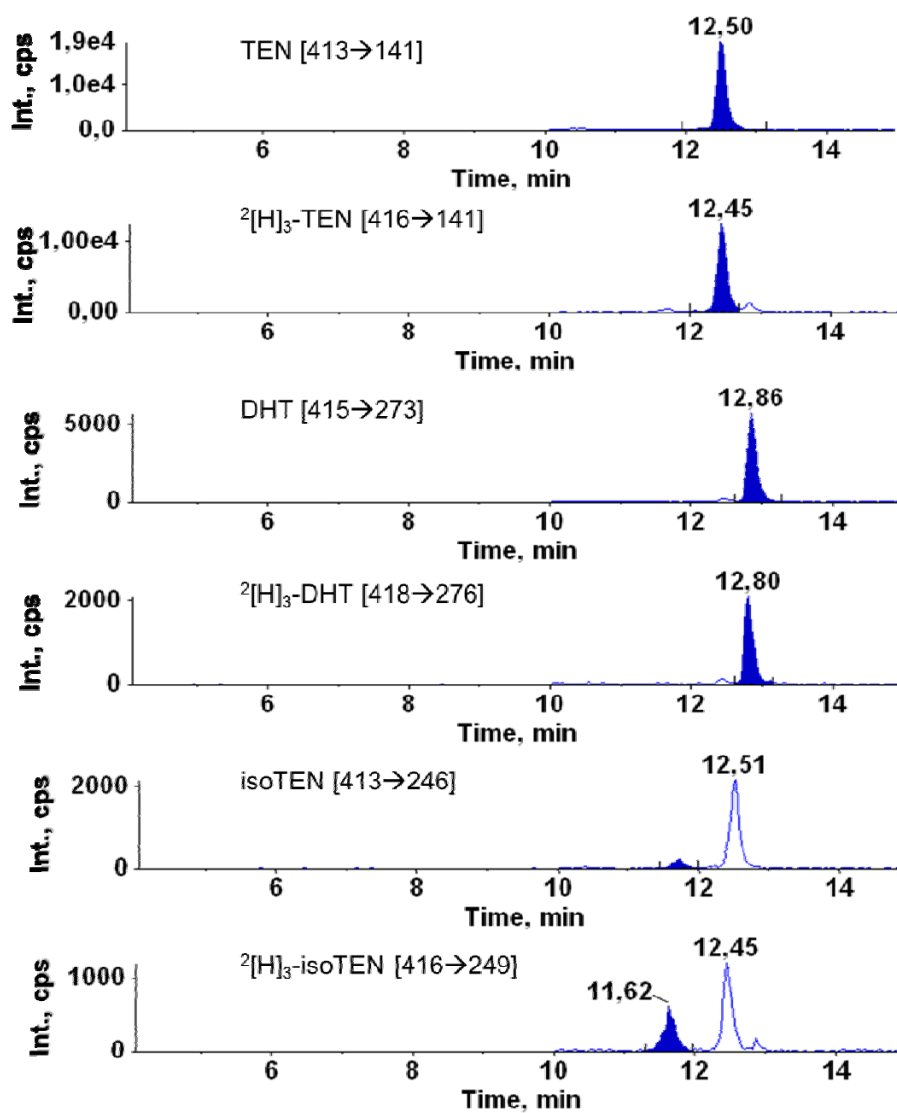 12,50
1,9e4
TEN [413→141]
1,0e4
0,0
Int., cps
6 8 10 12 14
Time, min
12,45
²[H]₃-TEN [416→141]
1,00e4
0,00
Int., cps
6 8 10 12 14
Time, min
12,86
DHT [415→273]
5000
0
Int., cps
6 8 10 12 14
Time, min
12,80
²[H]₃-DHT [418→276]
2000
0
Int., cps
6 8 10 12 14
Time, min
12,51
isoTEN [413→246]
2000
0
Int., cps
6 8 10 12 14
Time, min
12,45
²[H]₃-isoTEN [416→249]
1000
11,62
0
Int., cps
6 8 10 12 14
Time, min